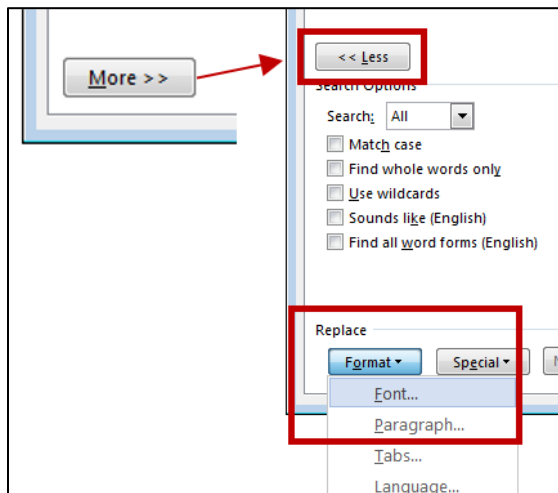 More >>
<< Less
Search Options
Search: All
Match case
Find whole words only
Use wildcards
Sounds like (English)
Find all word forms (English)
Replace
Format Special
Font...
Paragraph...
Tabs...
Language...